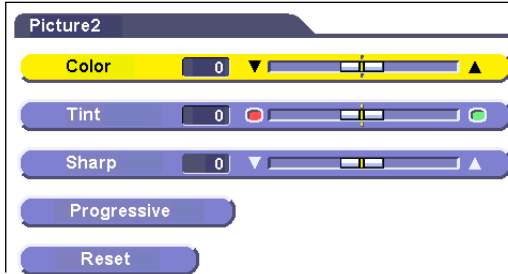 Picture2
Color 0
Tint 0
Sharp 0
Progressive
Reset